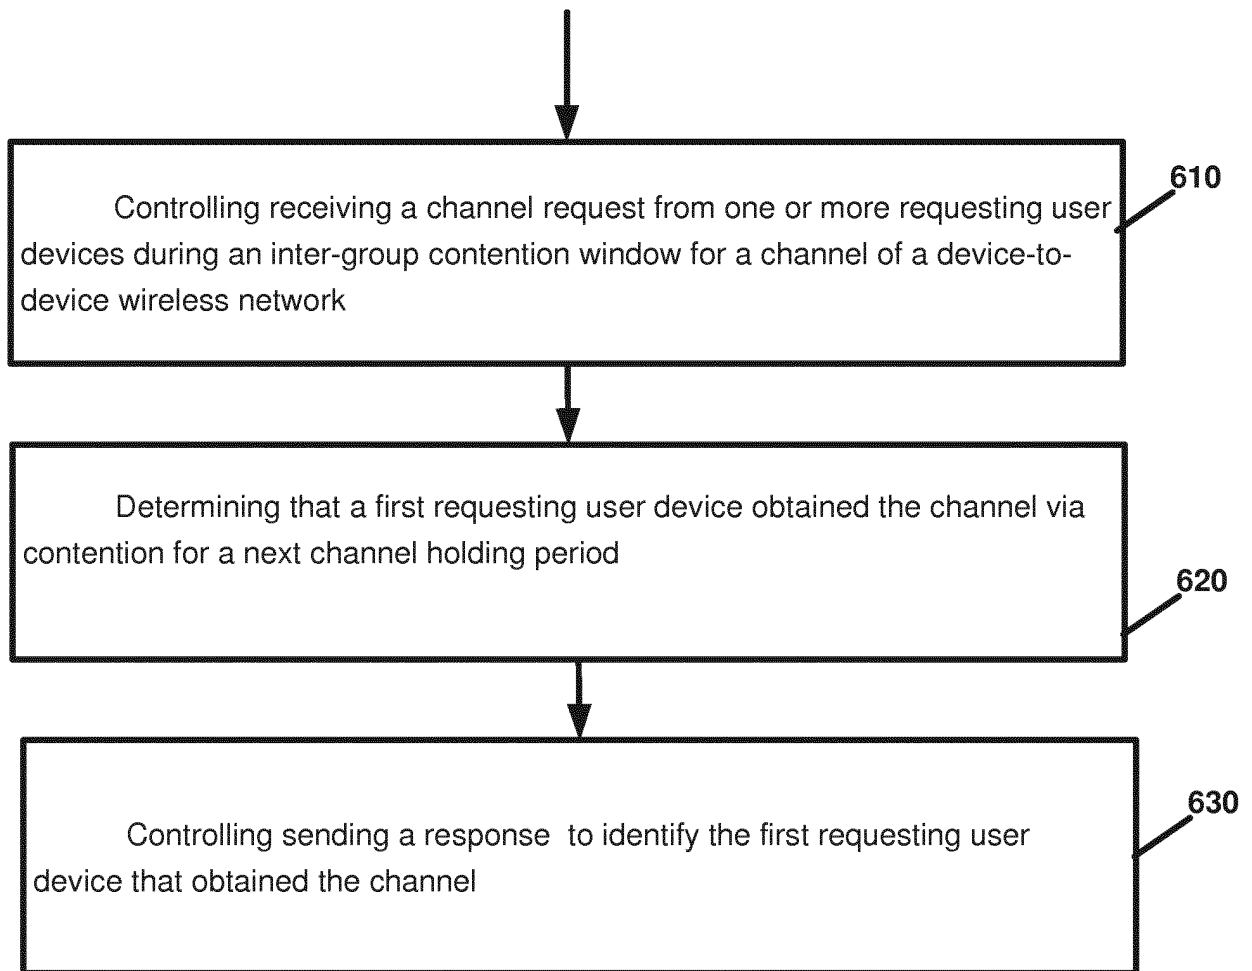 610
Controlling receiving a channel request from one or more requesting user
devices during an inter-group contention window for a channel of a device-to-
device wireless network
Determining that a first requesting user device obtained the channel via
contention for a next channel holding period
620
630
Controlling sending a response to identify the first requesting user
device that obtained the channel